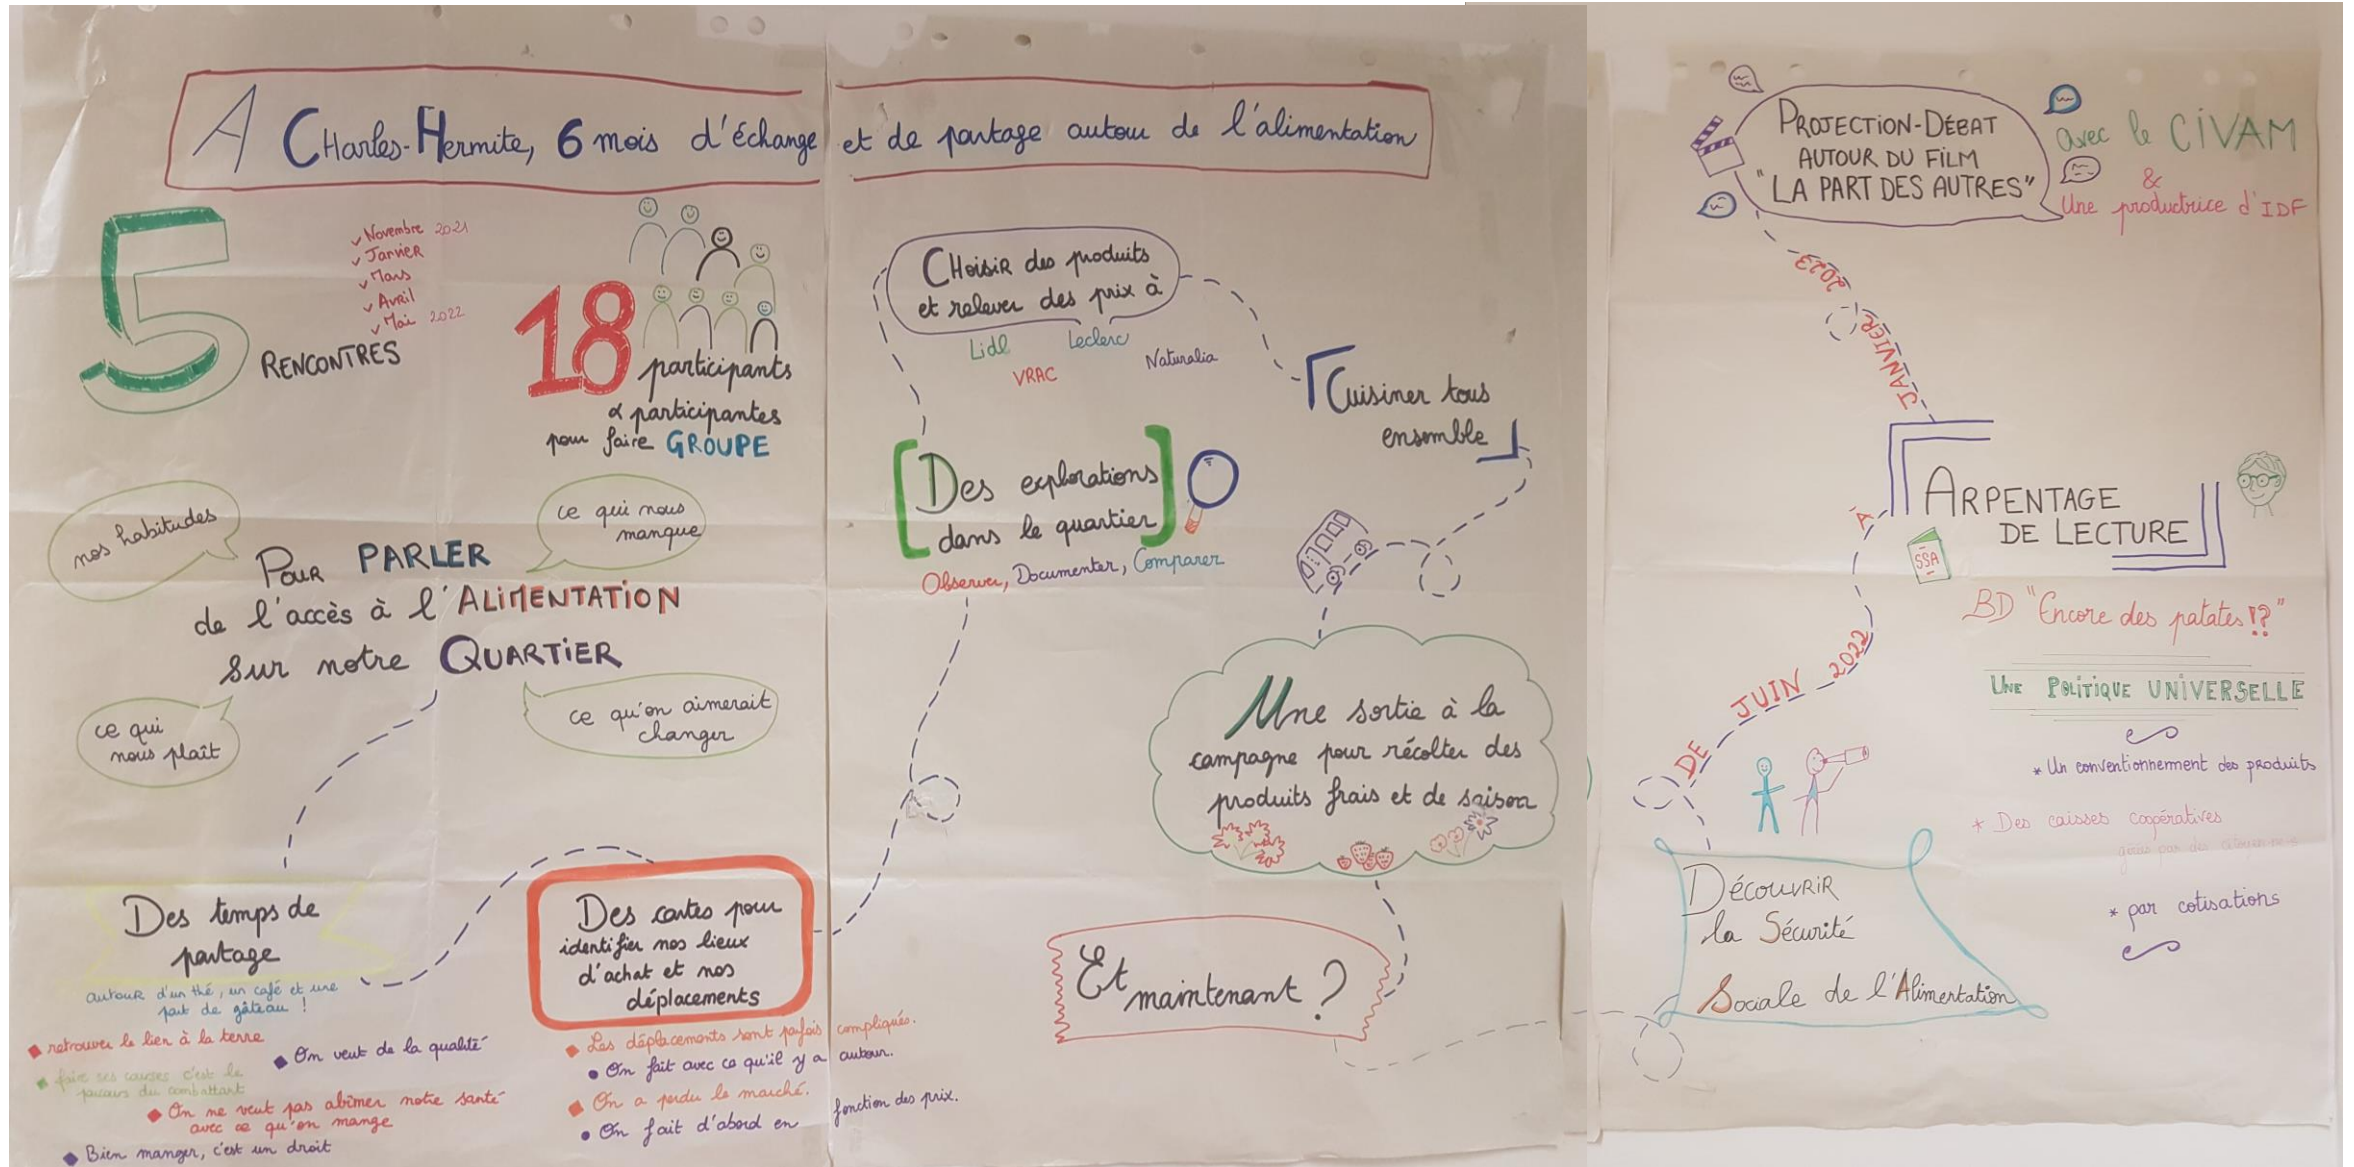 A CHarles-Hermite, 6 mois d'échange et de partage autour de l'alimentation
5
RENCONTRES
Novembre 2021
Janvier
Mars
Avril
Mai 2022
18
participants
& participantes
pour faire GROUPE
nos habitudes
ce qui nous
manque
Pour PARLER
de l'accès à l'ALIMENTATION
sur notre QUARTIER
ce qui
nous plaît
ce qu'on aimerait
changer
Des temps de
partage
autour d'un thé, un café et une
part de gâteau !
retrouver le lien à la terre
On veut de la qualité
faire ses courses c'est le
parcours du combattant
On ne veut pas abîmer notre santé
avec ce qu'on mange
Bien manger, c'est un droit
Des cartes pour
identifier nos lieux
d'achat et nos
déplacements
Les déplacements sont parfois compliqués.
On fait avec ce qu'il y a autour.
On a perdu le marché.
On fait d'abord en fonction des prix.
CHoisir des produits
et relever des prix à
Lidl
Leclerc
VRAC
Naturalia
[Des explorations
dans le quartier]
Observer, Documenter, Comparer
Cuisiner tous
ensemble
Une sortie à la
campagne pour récolter des
produits frais et de saison
Et
maintenant ?
Découvrir
la Sécurité
Sociale de l'Alimentation
DE JUIN 2022
À
JANVIER 2023
ARPENTAGE
DE LECTURE
SSA
BD "Encore des patates !?"
UNE POLITIQUE UNIVERSELLE
* Un conventionnement des produits
* Des caisses coopératives
gérées par des citoyen-ne-s
* par cotisations
PROJECTION-DÉBAT
AUTOUR DU FILM
"LA PART DES AUTRES"
avec le CIVAM
&
Une productrice d'IDF